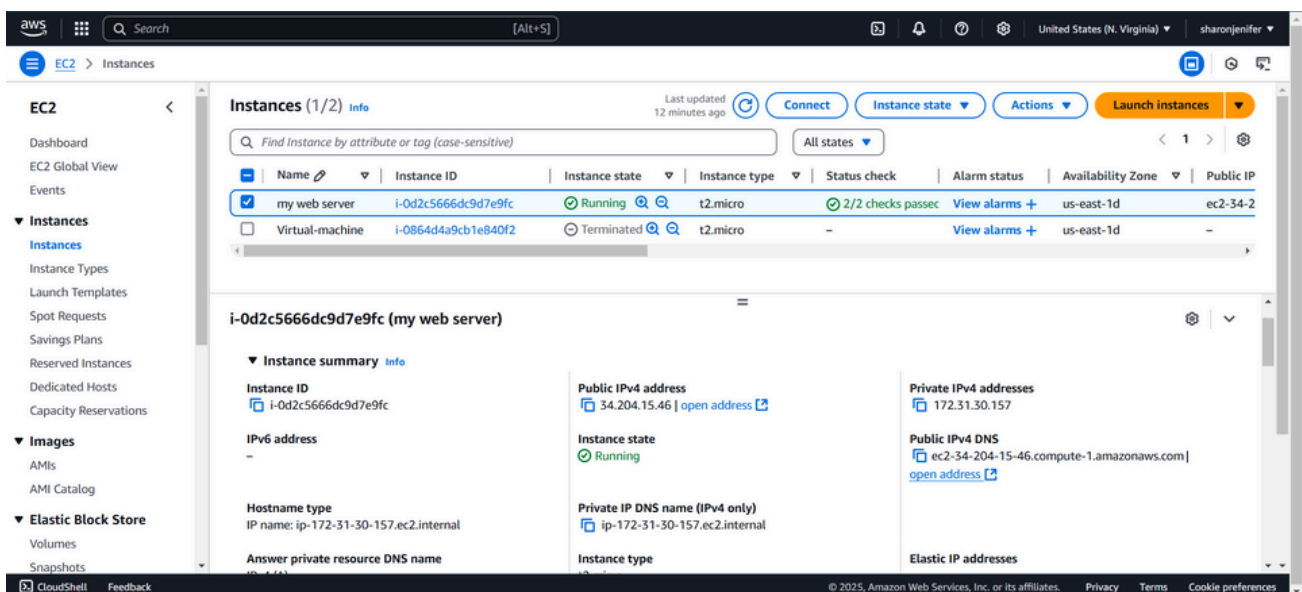 aws Search [Alt+S] United States (N. Virginia) sharonjenifer
EC2 > Instances
EC2
Dashboard
EC2 Global View
Events
Instances
Instances
Instance Types
Launch Templates
Spot Requests
Savings Plans
Reserved Instances
Dedicated Hosts
Capacity Reservations
Images
AMIs
AMI Catalog
Elastic Block Store
Volumes
Snapshots
Instances (1/2) Info
Last updated
12 minutes ago
Connect Instance state Actions Launch instances
Find Instance by attribute or tag (case-sensitive) All states 1
Name Instance ID Instance state Instance type Status check Alarm status Availability Zone Public IP
my web server i-0d2c5666dc9d7e9fc Running t2.micro 2/2 checks passec View alarms + us-east-1d ec2-34-2
Virtual-machine i-0864d4a9cb1e840f2 Terminated t2.micro – View alarms + us-east-1d –
i-0d2c5666dc9d7e9fc (my web server)
Instance summary Info
Instance ID
i-0d2c5666dc9d7e9fc
Public IPv4 address
34.204.15.46 | open address
Private IPv4 addresses
172.31.30.157
IPv6 address
–
Instance state
Running
Public IPv4 DNS
ec2-34-204-15-46.compute-1.amazonaws.com |
open address
Hostname type
IP name: ip-172-31-30-157.ec2.internal
Private IP DNS name (IPv4 only)
ip-172-31-30-157.ec2.internal
Answer private resource DNS name
Instance type
Elastic IP addresses
CloudShell Feedback © 2025, Amazon Web Services, Inc. or its affiliates. Privacy Terms Cookie preferences